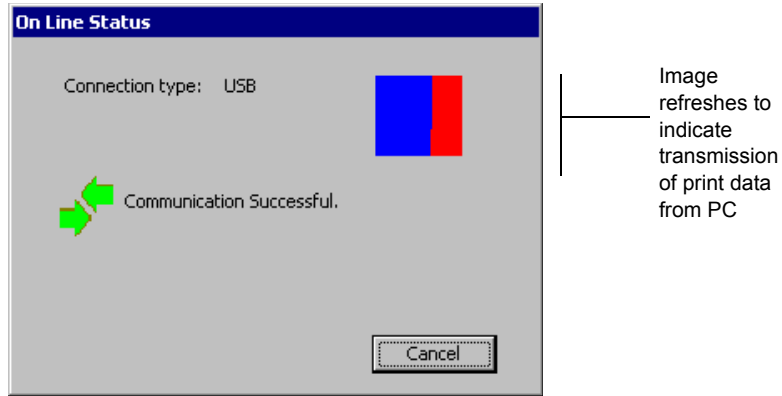 On Line Status
Connection type: USB
Communication Successful.
Cancel
Image
refreshes to
indicate
transmission
of print data
from PC